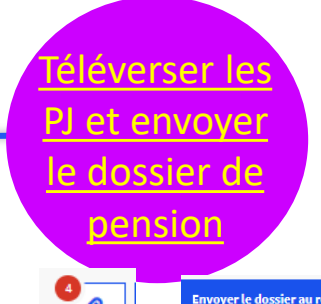 Téléverser les
PJ et envoyer
le dossier de
pension
4
Envoyer le dossier au